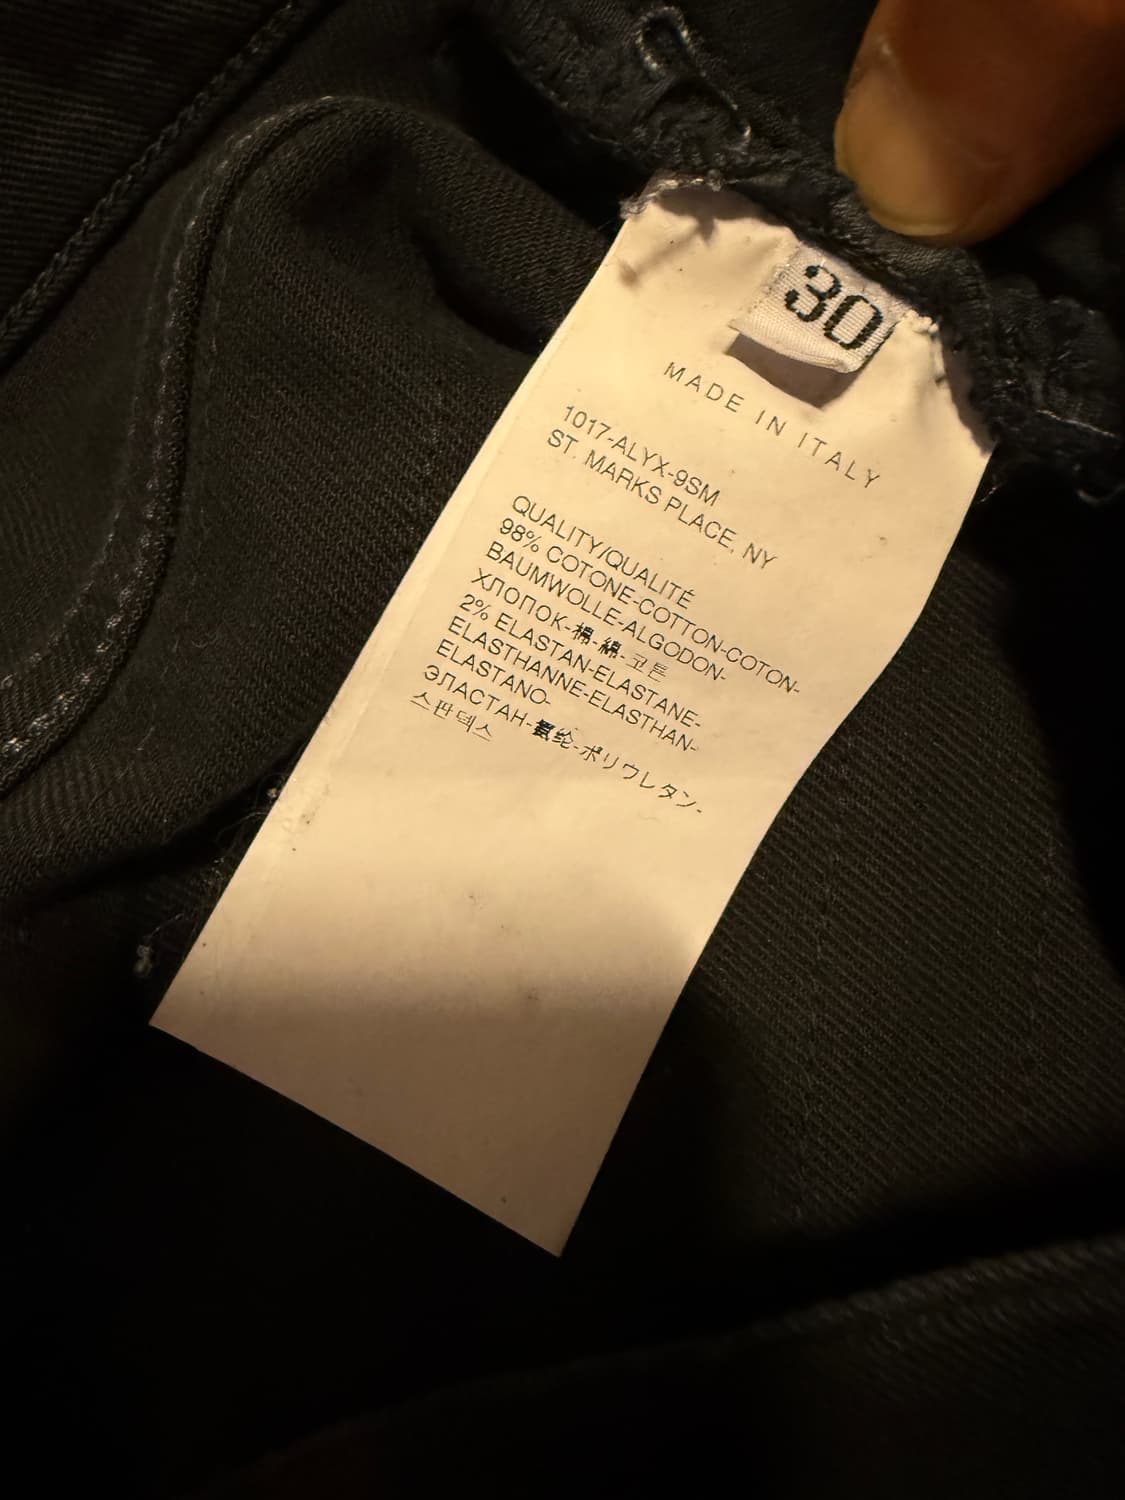 30
MADE IN ITALY
1017-ALYX-9SM
ST. MARKS PLACE, NY
QUALITY/QUALITÉ
98% COTONE-COTTON-COTON-
BAUMWOLLE-ALGODON-
ХЛОПОК-棉-綿-코튼
2% ELASTAN-ELASTANE-
ELASTHANNE-ELASTHAN-
ELASTANO-
ЭЛАСТАН-氨纶-ポリウレタン-
스판덱스